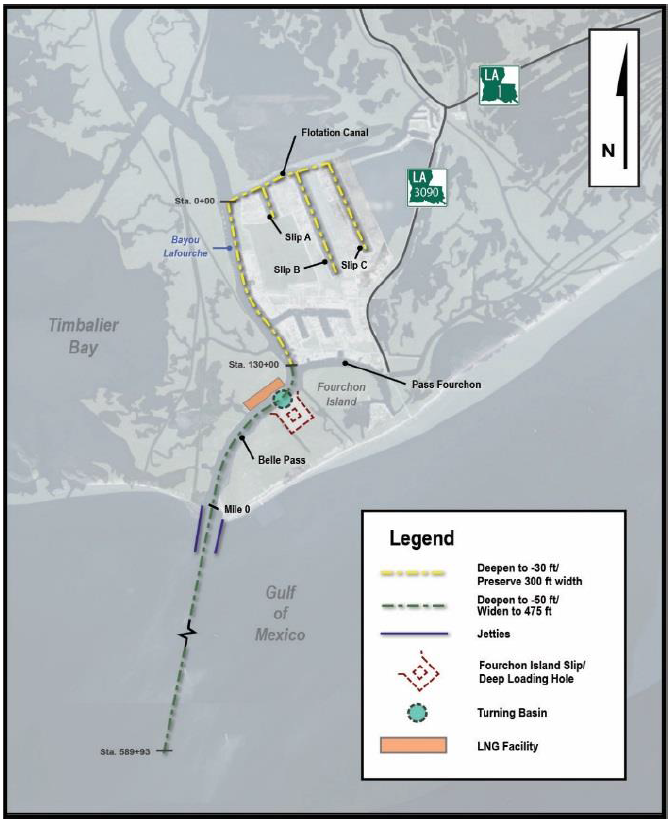 LA
1
N
Flotation Canal
LA
3090
Sta. 0+00
Slip A
Bayou
Lafourche
Slip B
Slip C
Timbalier
Bay
Sta. 130+00
Pass Fourchon
Fourchon
Island
Belle Pass
Mile 0
Gulf
of
Mexico
Sta. 589+93
Legend
Deepen to -30 ft/
Preserve 300 ft width
Deepen to -50 ft/
Widen to 475 ft
Jetties
Fourchon Island Slip/
Deep Loading Hole
Turning Basin
LNG Facility